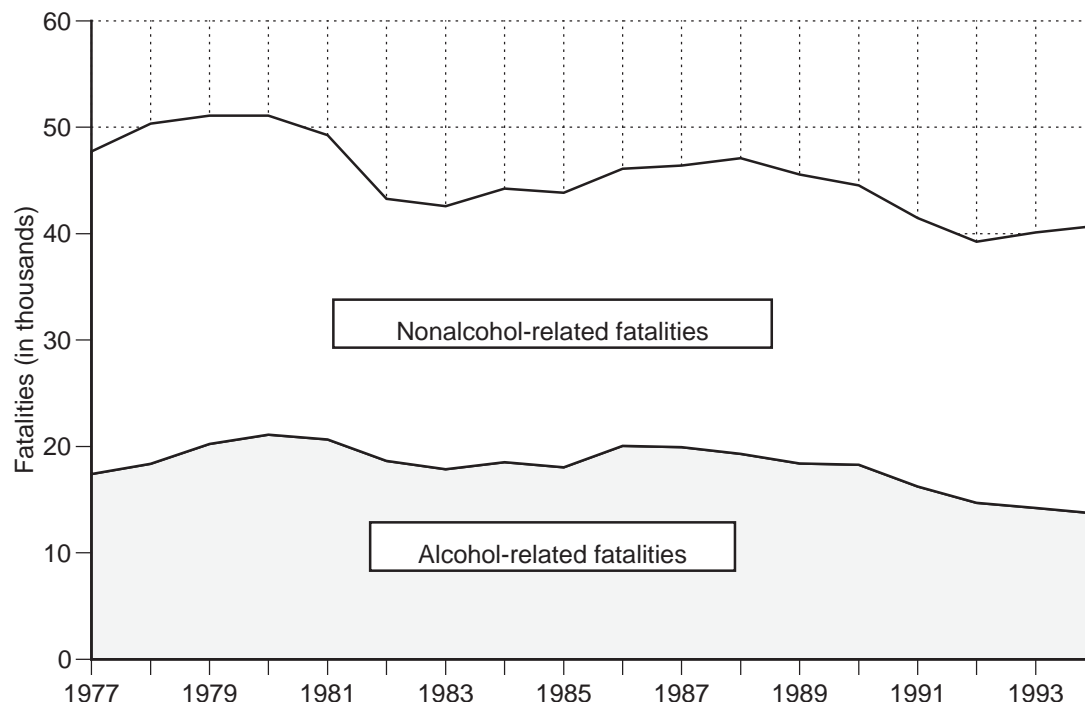 60
50
40
30
20
10
0
Fatalities (in thousands)
Nonalcohol-related fatalities
Alcohol-related fatalities
1977 1979 1981 1983 1985 1987 1989 1991 1993